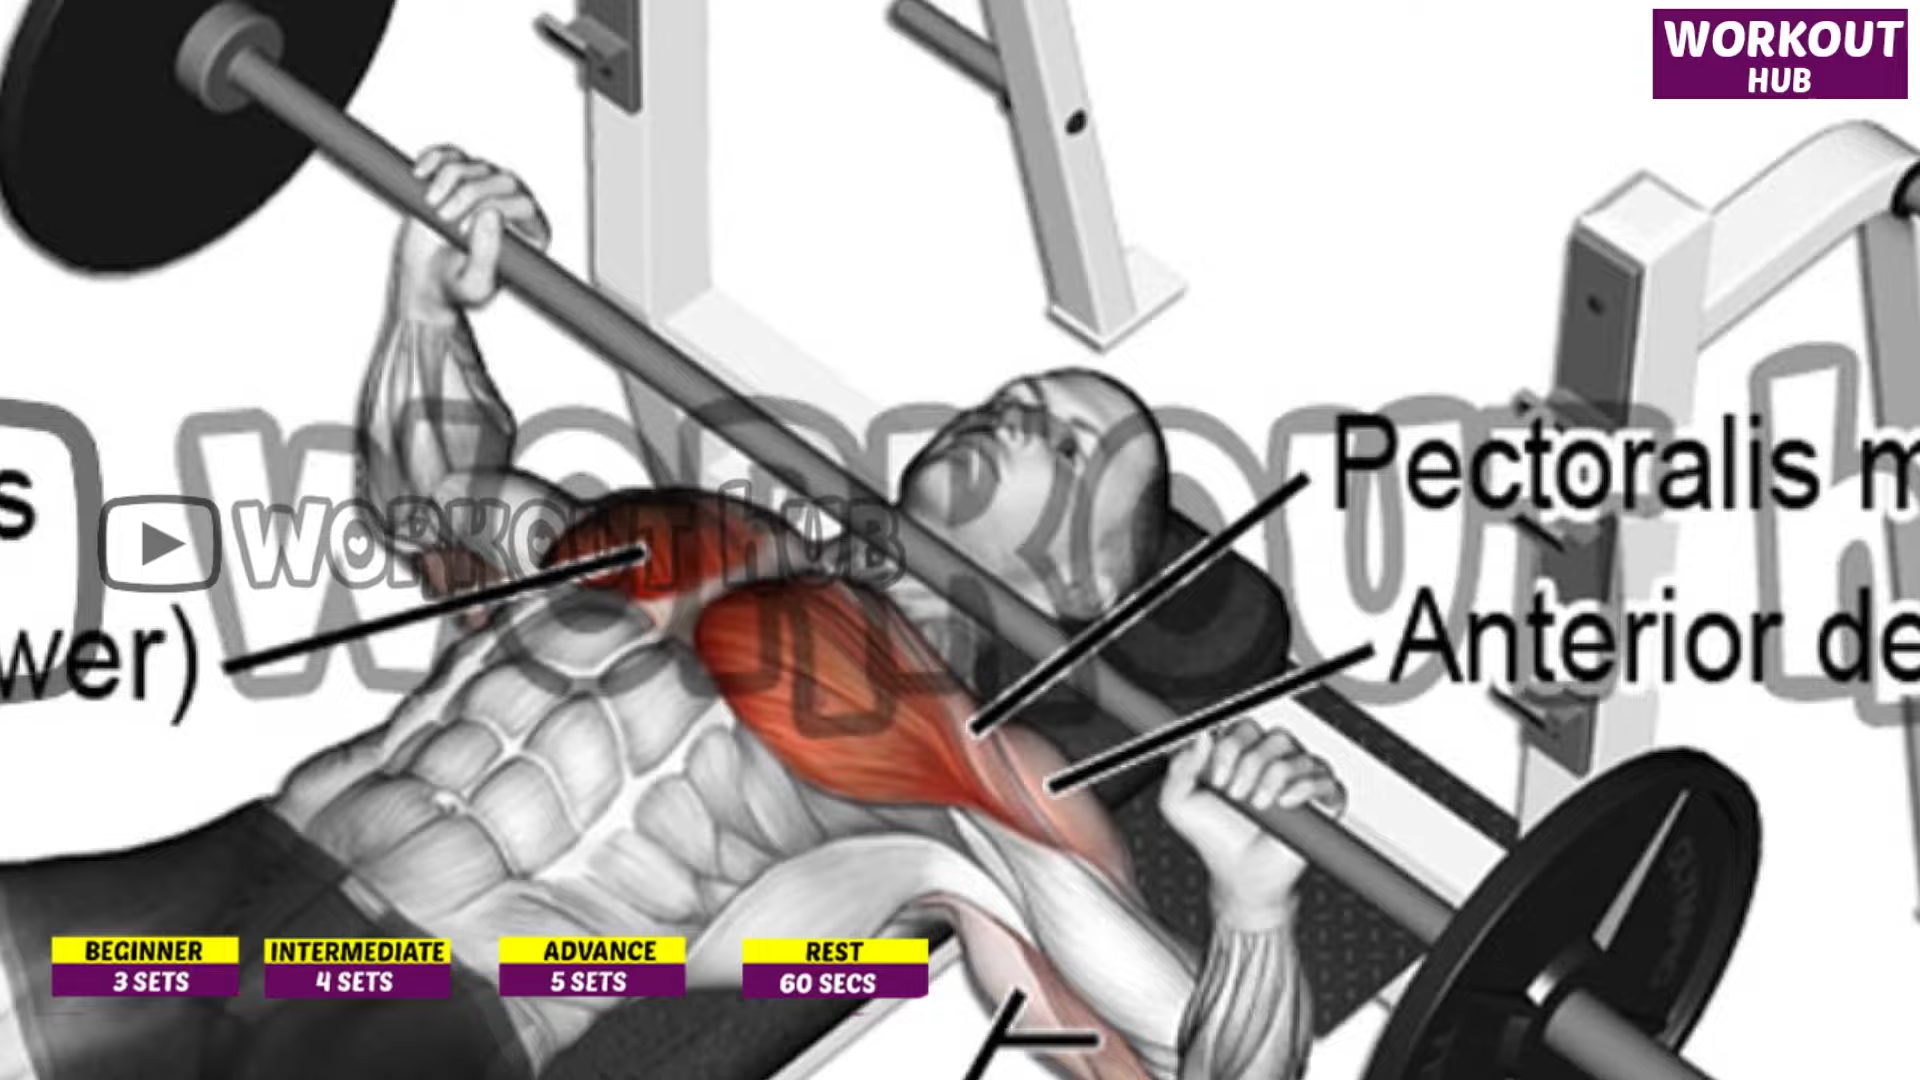 WORKOUT
HUB
Pectoralis m
s
WORKOUT h
WORKOUT HUB
Anterior de
wer)
BEGINNER
3 SETS
INTERMEDIATE
4 SETS
ADVANCE
5 SETS
REST
60 SECS